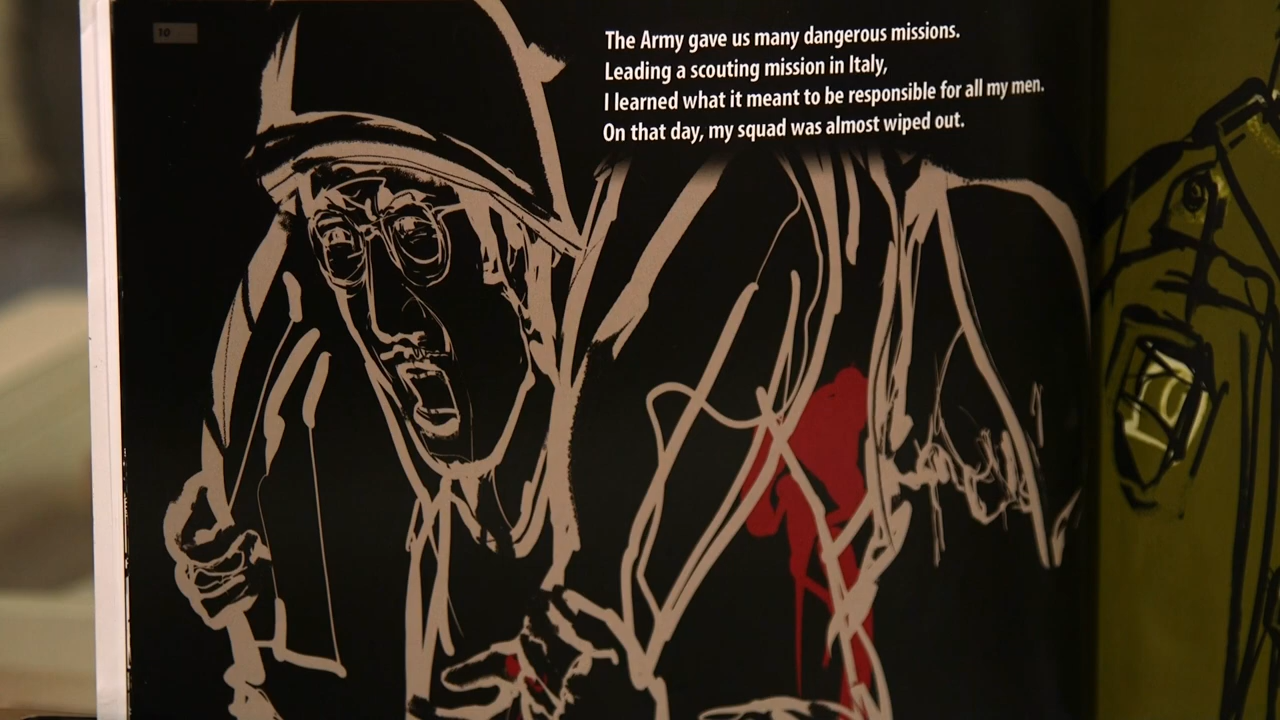 10
The Army gave us many dangerous missions.
Leading a scouting mission in Italy,
I learned what it meant to be responsible for all my men.
On that day, my squad was almost wiped out.